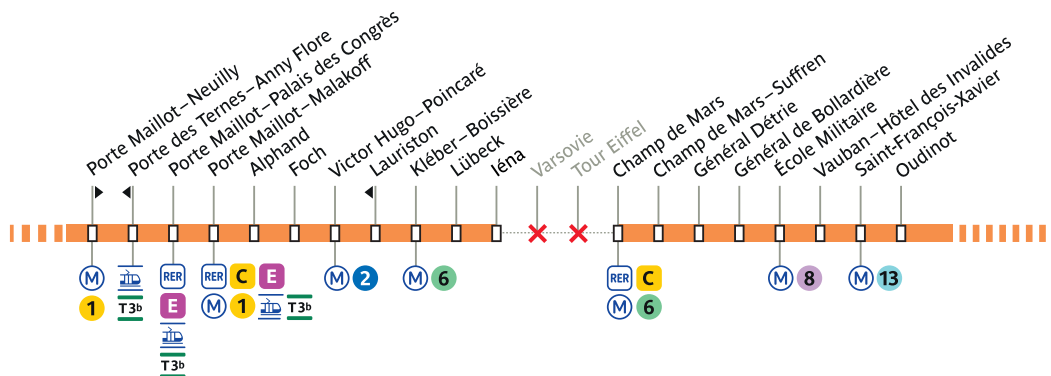 Porte Maillot–Neuilly
Porte des Ternes–Anny Flore
Porte Maillot–Palais des Congrès
Porte Maillot–Malakoff
Alphand
Foch
Victor Hugo–Poincaré
Lauriston
Kléber–Boissière
Lübeck
Iéna
Varsovie
Tour Eiffel
Champ de Mars
Champ de Mars–Suffren
Général Détrie
Général de Bollardière
École Militaire
Vauban–Hôtel des Invalides
Saint-François-Xavier
Oudinot
M
1
T3b
RER
E
T3b
RER C E
M 1 T3b
M 2
M 6
RER C
M 6
M 8
M 13